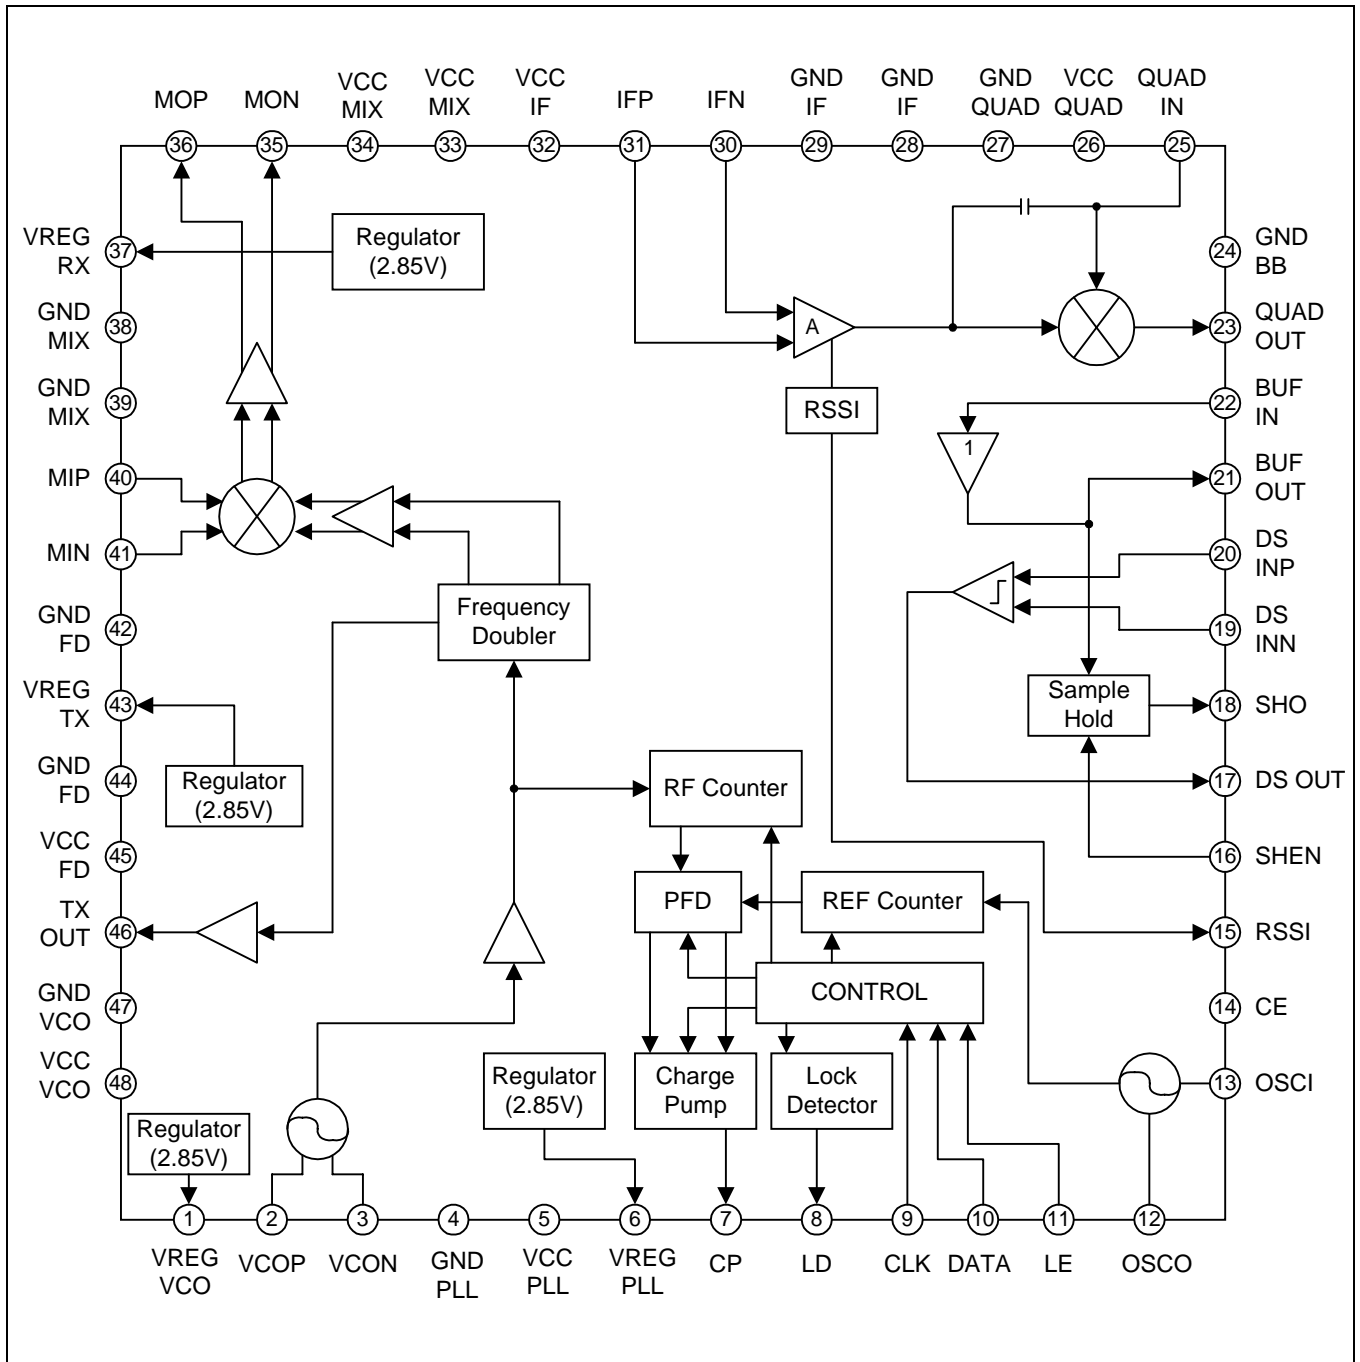 MOP
MON
VCC
MIX
VCC
MIX
VCC
IF
IFP
IFN
GND
IF
GND
IF
GND
QUAD
VCC
QUAD
QUAD
IN
36
35
34
33
32
31
30
29
28
27
26
25
VREG
RX
37
Regulator
(2.85V)
24
GND
BB
GND
MIX
38
A
23
QUAD
OUT
GND
MIX
39
RSSI
22
BUF
IN
1
MIP
40
21
BUF
OUT
MIN
41
20
DS
INP
GND
FD
42
Frequency
Doubler
19
DS
INN
VREG
TX
43
Sample
Hold
18
SHO
GND
FD
44
Regulator
(2.85V)
RF Counter
17
DS OUT
VCC
FD
45
16
SHEN
TX
OUT
46
PFD
REF Counter
15
RSSI
GND
VCO
47
CONTROL
14
CE
VCC
VCO
48
Regulator
(2.85V)
Charge
Pump
Lock
Detector
13
OSCI
Regulator
(2.85V)
1
2
3
4
5
6
7
8
9
10
11
12
VREG
VCO
VCOP
VCON
GND
PLL
VCC
PLL
VREG
PLL
CP
LD
CLK
DATA
LE
OSCO